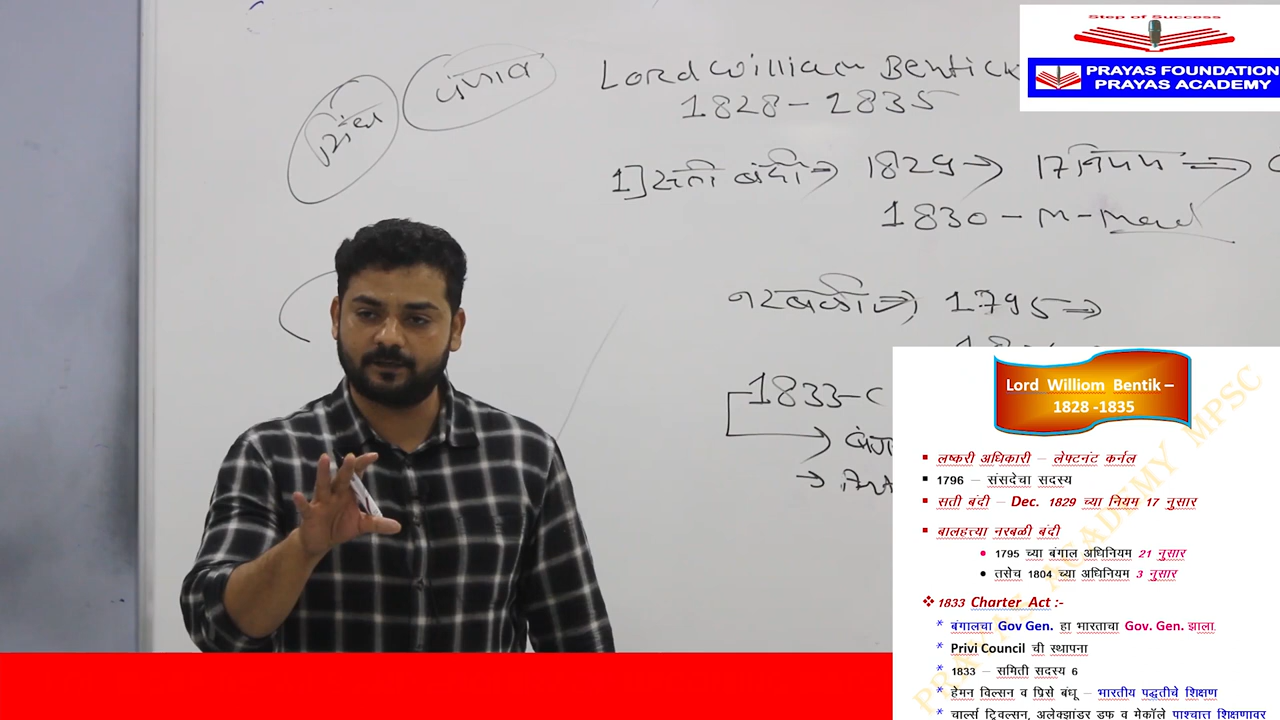 Step of Success
PRAYAS FOUNDATION
PRAYAS ACADEMY
सिंध
पंजाब
Lord William Bentick
1828 - 1835
1] सती बंदी → 1829 → 17 नियम ⇒
1830 - M-
नरबळी ⇒ 1795 ⇒
1833 - C
Lord Williom Bentik –
1828 -1835
▪ लष्करी अधिकारी – लेफ्टनंट कर्नल
▪ 1796 – संसदेचा सदस्य
▪ सती बंदी – Dec. 1829 च्या नियम 17 नुसार
▪ बालहत्त्या नरबळी बंदी
• 1795 च्या बंगाल अधिनियम 21 नुसार
• तसेच 1804 च्या अधिनियम 3 नुसार
❖ 1833 Charter Act :-
* बंगालचा Gov Gen. हा भारताचा Gov. Gen. झाला.
* Privi Council ची स्थापना
* 1833 – समिती सदस्य 6
* हेमन विल्सन व प्रिसे बंधू – भारतीय पद्धतीचे शिक्षण
* चार्ल्स ट्रिव्हल्सन, अलेक्झांडर डफ व मेकॉले पाश्चात्त शिक्षणावर
PRAYAS ACADEMY MPSC